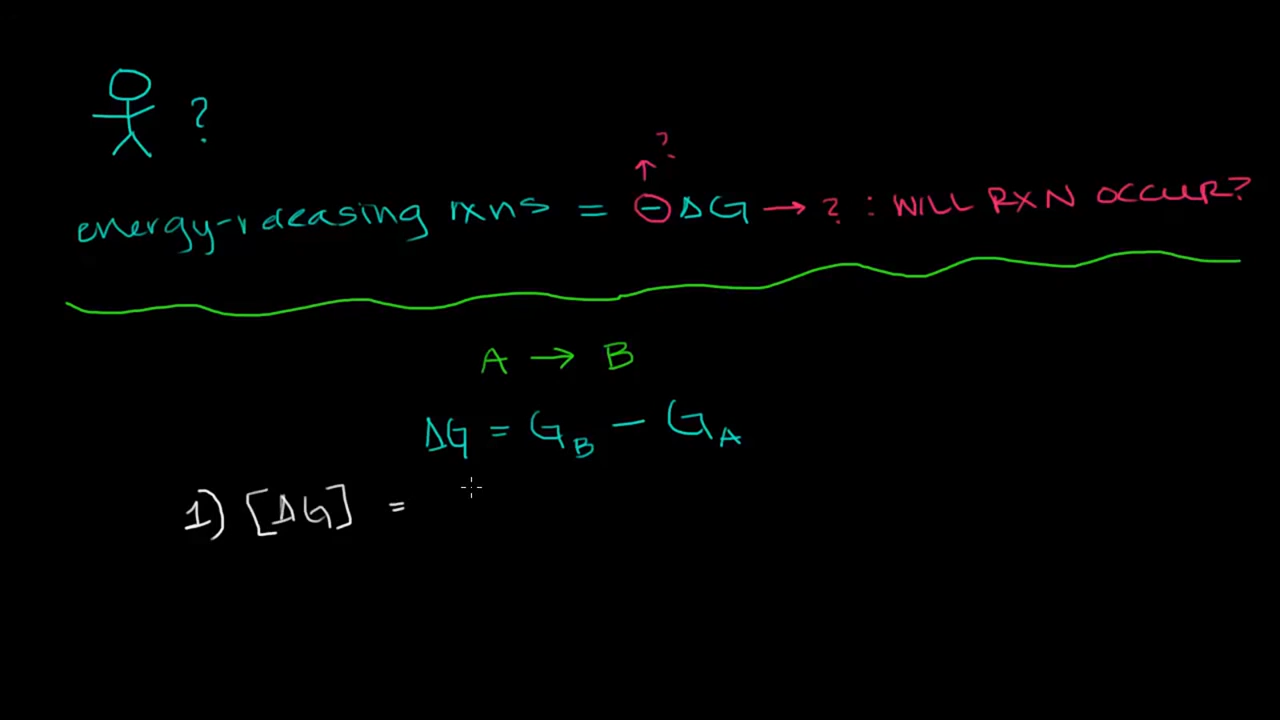 ?
?
energy-releasing rxns = -ΔG → ? : WILL RXN OCCUR?
A → B
ΔG = G_B - G_A
1) [ΔG] =